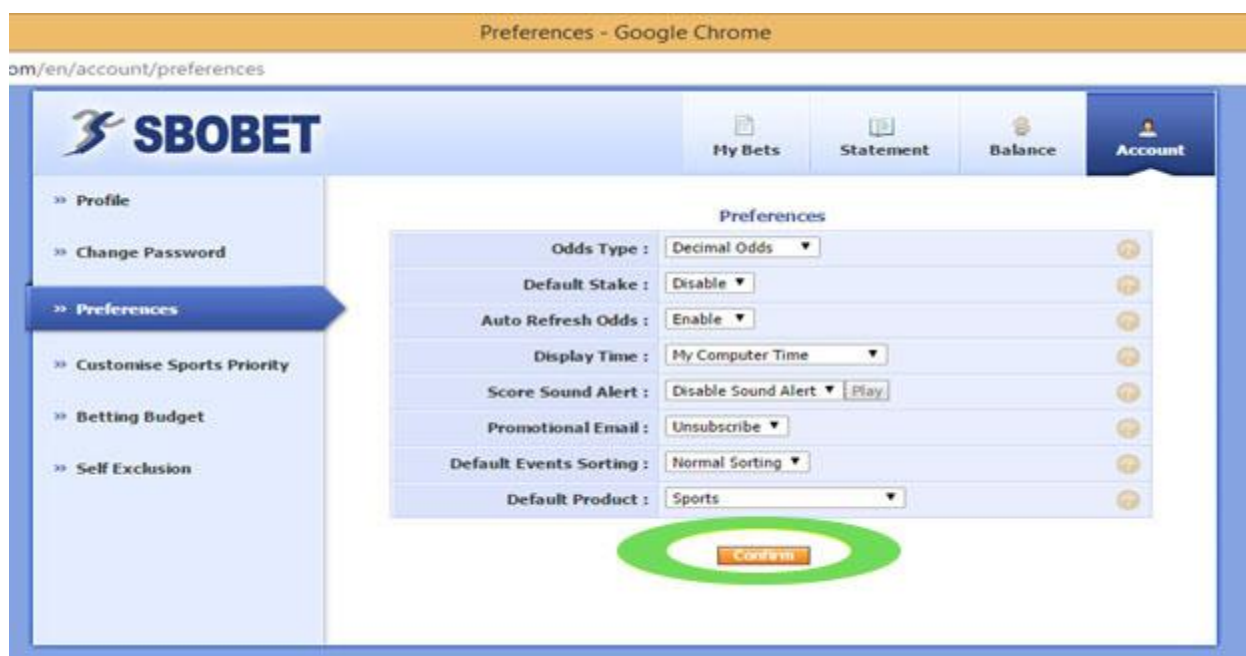 Preferences - Google Chrome
om/en/account/preferences
SBOBET
My Bets
Statement
Balance
Account
» Profile
» Change Password
» Preferences
» Customise Sports Priority
» Betting Budget
» Self Exclusion
Preferences
Odds Type : Decimal Odds
Default Stake : Disable
Auto Refresh Odds : Enable
Display Time : My Computer Time
Score Sound Alert : Disable Sound Alert Play
Promotional Email : Unsubscribe
Default Events Sorting : Normal Sorting
Default Product : Sports
Confirm